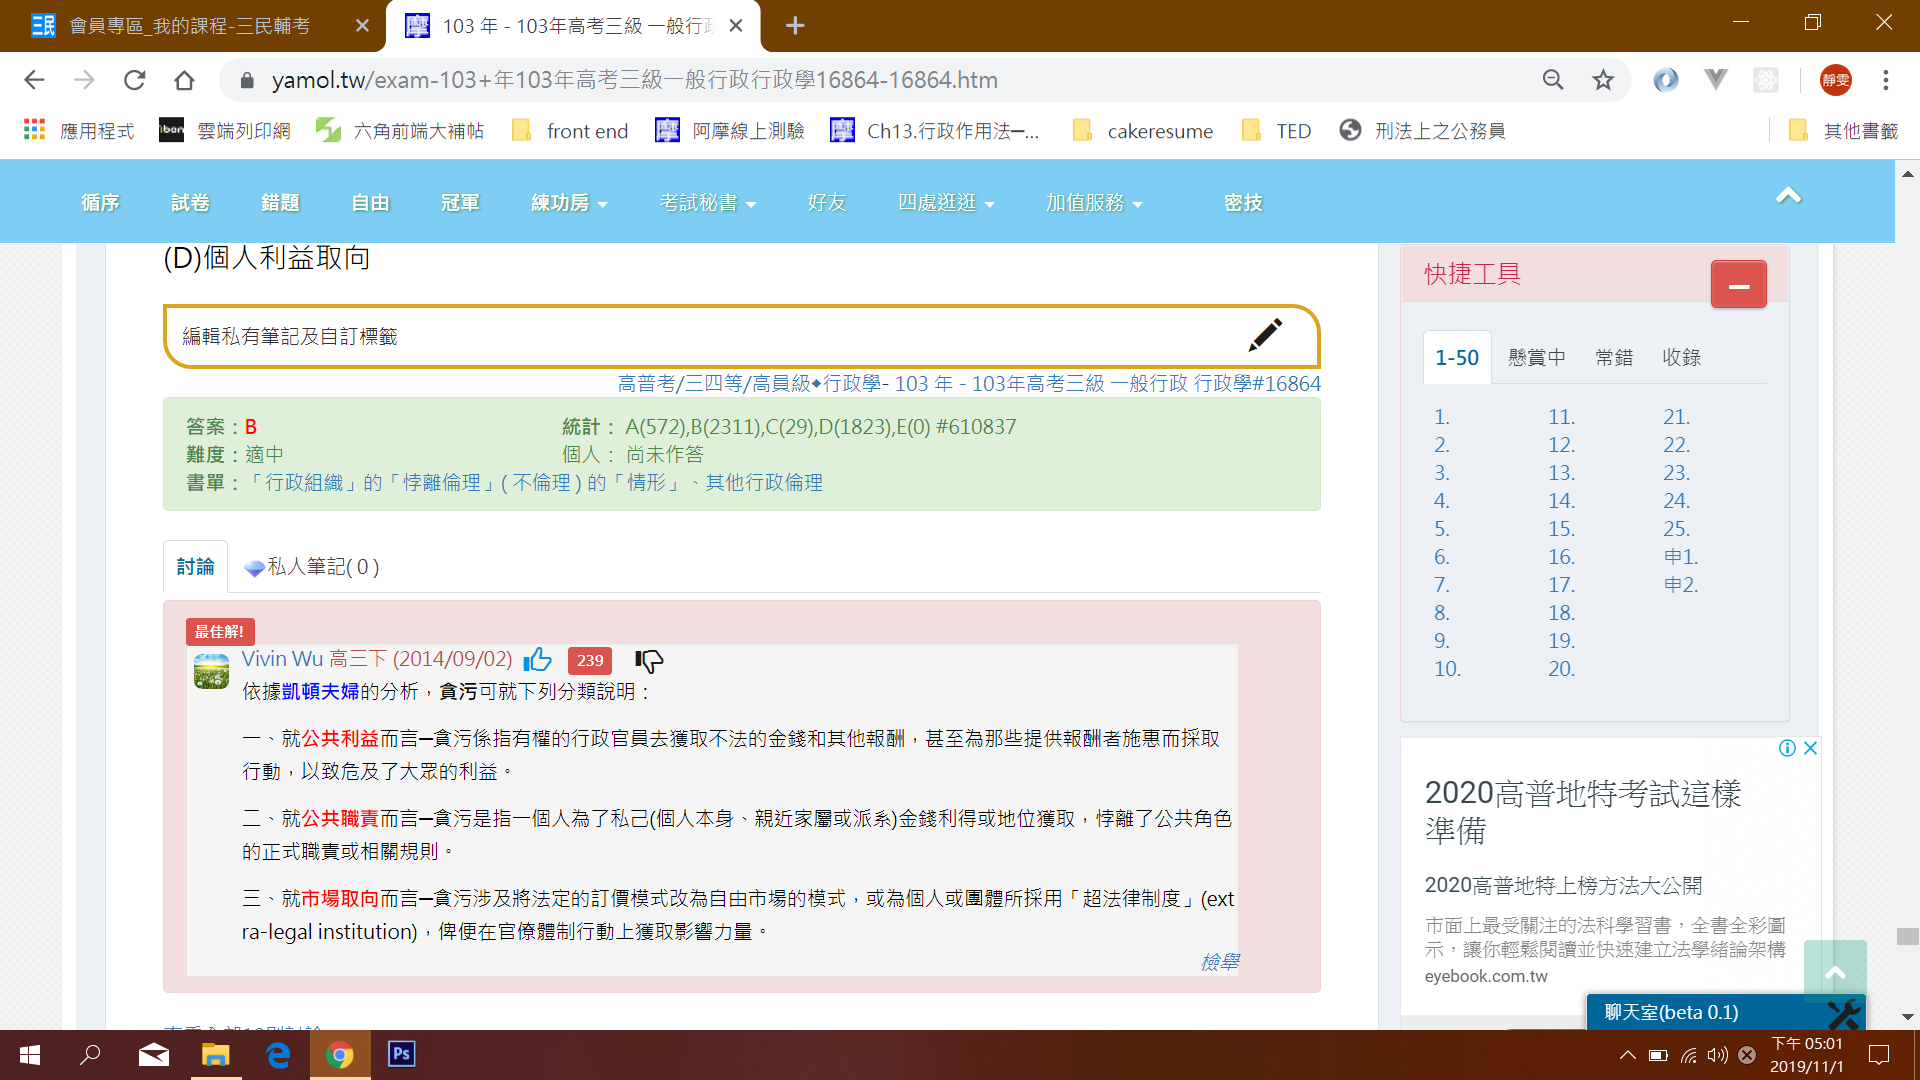 會員專區_我的課程-三民輔考
103 年 - 103年高考三級 一般行政
yamol.tw/exam-103+年103年高考三級一般行政行政學16864-16864.htm
靜雯
應用程式
ibon
雲端列印網
六角前端大補帖
front end
阿摩線上測驗
Ch13.行政作用法─...
cakeresume
TED
刑法上之公務員
其他書籤
循序
試卷
錯題
自由
冠軍
練功房
考試秘書
好友
四處逛逛
加值服務
密技
(D)個人利益取向
編輯私有筆記及自訂標籤
高普考/三四等/高員級◆行政學- 103 年 - 103年高考三級 一般行政 行政學#16864
答案：B
統計： A(572),B(2311),C(29),D(1823),E(0) #610837
難度：適中
個人： 尚未作答
書單：「行政組織」的「悖離倫理」( 不倫理 ) 的「情形」、其他行政倫理
討論
私人筆記( 0 )
最佳解!
Vivin Wu 高三下 (2014/09/02)
239
依據凱頓夫婦的分析，貪污可就下列分類說明：
一、就公共利益而言─貪污係指有權的行政官員去獲取不法的金錢和其他報酬，甚至為那些提供報酬者施惠而採取
行動，以致危及了大眾的利益。
二、就公共職責而言─貪污是指一個人為了私己(個人本身、親近家屬或派系)金錢利得或地位獲取，悖離了公共角色
的正式職責或相關規則。
三、就市場取向而言─貪污涉及將法定的訂價模式改為自由市場的模式，或為個人或團體所採用「超法律制度」(ext
ra-legal institution)，俾便在官僚體制行動上獲取影響力量。
檢舉
快捷工具
1-50
懸賞中
常錯
收錄
1.
2.
3.
4.
5.
6.
7.
8.
9.
10.
11.
12.
13.
14.
15.
16.
17.
18.
19.
20.
21.
22.
23.
24.
25.
申1.
申2.
2020高普地特考試這樣
準備
2020高普地特上榜方法大公開
市面上最受關注的法科學習書，全書全彩圖
示，讓你輕鬆閱讀並快速建立法學緒論架構
eyebook.com.tw
聊天室(beta 0.1)
Ps
下午 05:01
2019/11/1